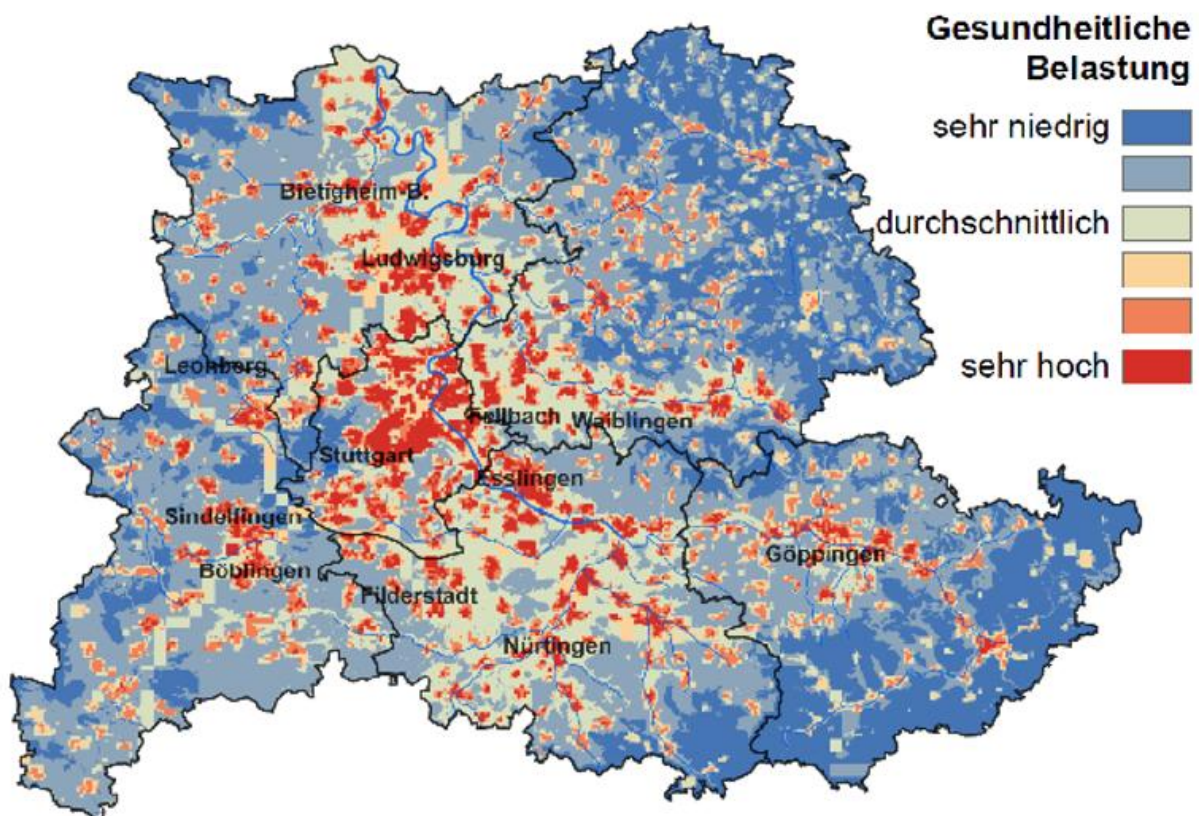 Gesundheitliche
Belastung
sehr niedrig
durchschnittlich
sehr hoch
Bietigheim-B.
Ludwigsburg
Leonberg
Fellbach
Waiblingen
Stuttgart
Esslingen
Sindelfingen
Göppingen
Böblingen
Filderstadt
Nürtingen